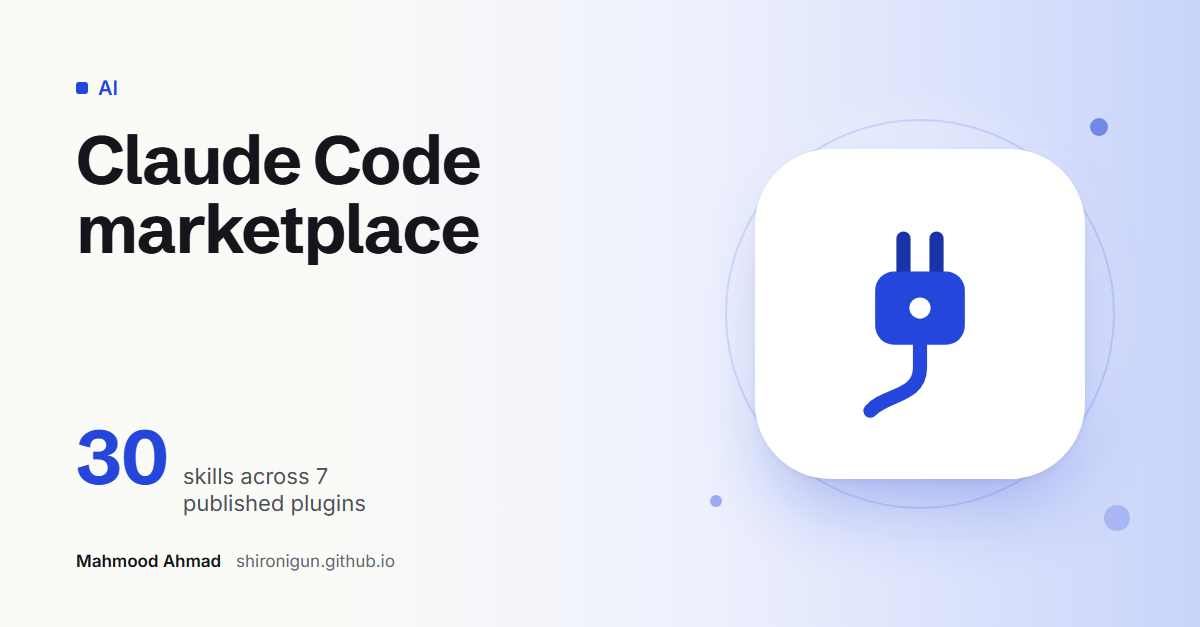 AI
Claude Code
marketplace
30
skills across 7
published plugins
Mahmood Ahmad shironigun.github.io